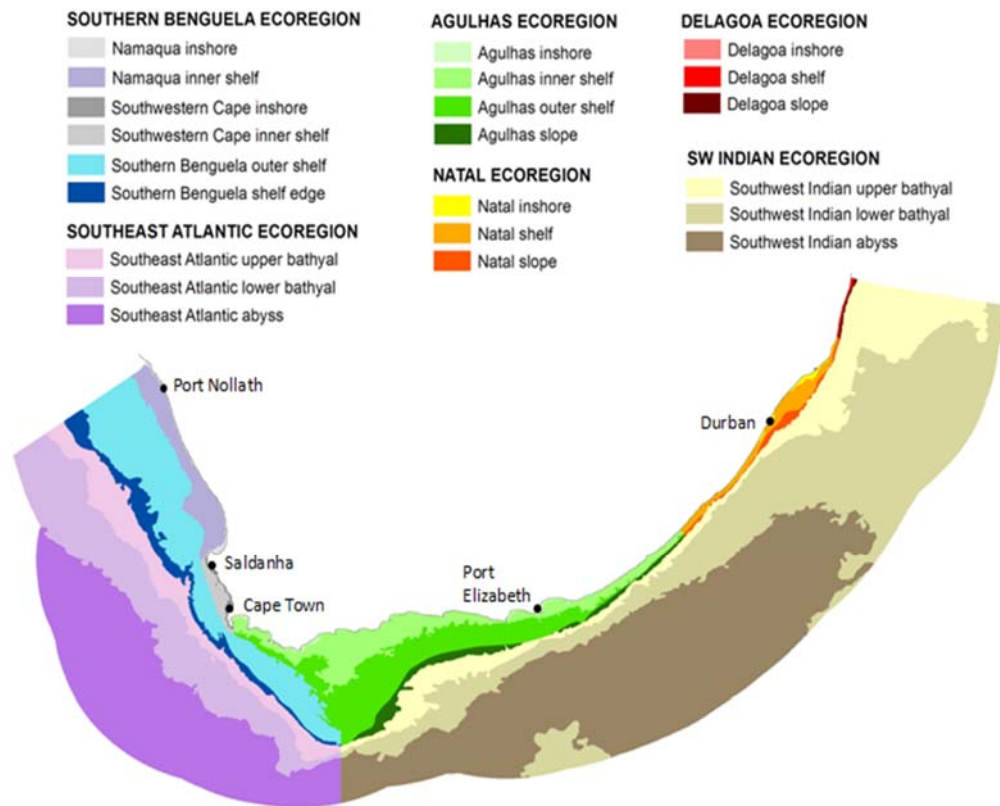 SOUTHERN BENGUELA ECOREGION
Namaqua inshore
Namaqua inner shelf
Southwestern Cape inshore
Southwestern Cape inner shelf
Southern Benguela outer shelf
Southern Benguela shelf edge
SOUTHEAST ATLANTIC ECOREGION
Southeast Atlantic upper bathyal
Southeast Atlantic lower bathyal
Southeast Atlantic abyss
AGULHAS ECOREGION
Agulhas inshore
Agulhas inner shelf
Agulhas outer shelf
Agulhas slope
NATAL ECOREGION
Natal inshore
Natal shelf
Natal slope
DELAGOA ECOREGION
Delagoa inshore
Delagoa shelf
Delagoa slope
SW INDIAN ECOREGION
Southwest Indian upper bathyal
Southwest Indian lower bathyal
Southwest Indian abyss
Port Nollath
Durban
Saldanha
Port
Elizabeth
Cape Town